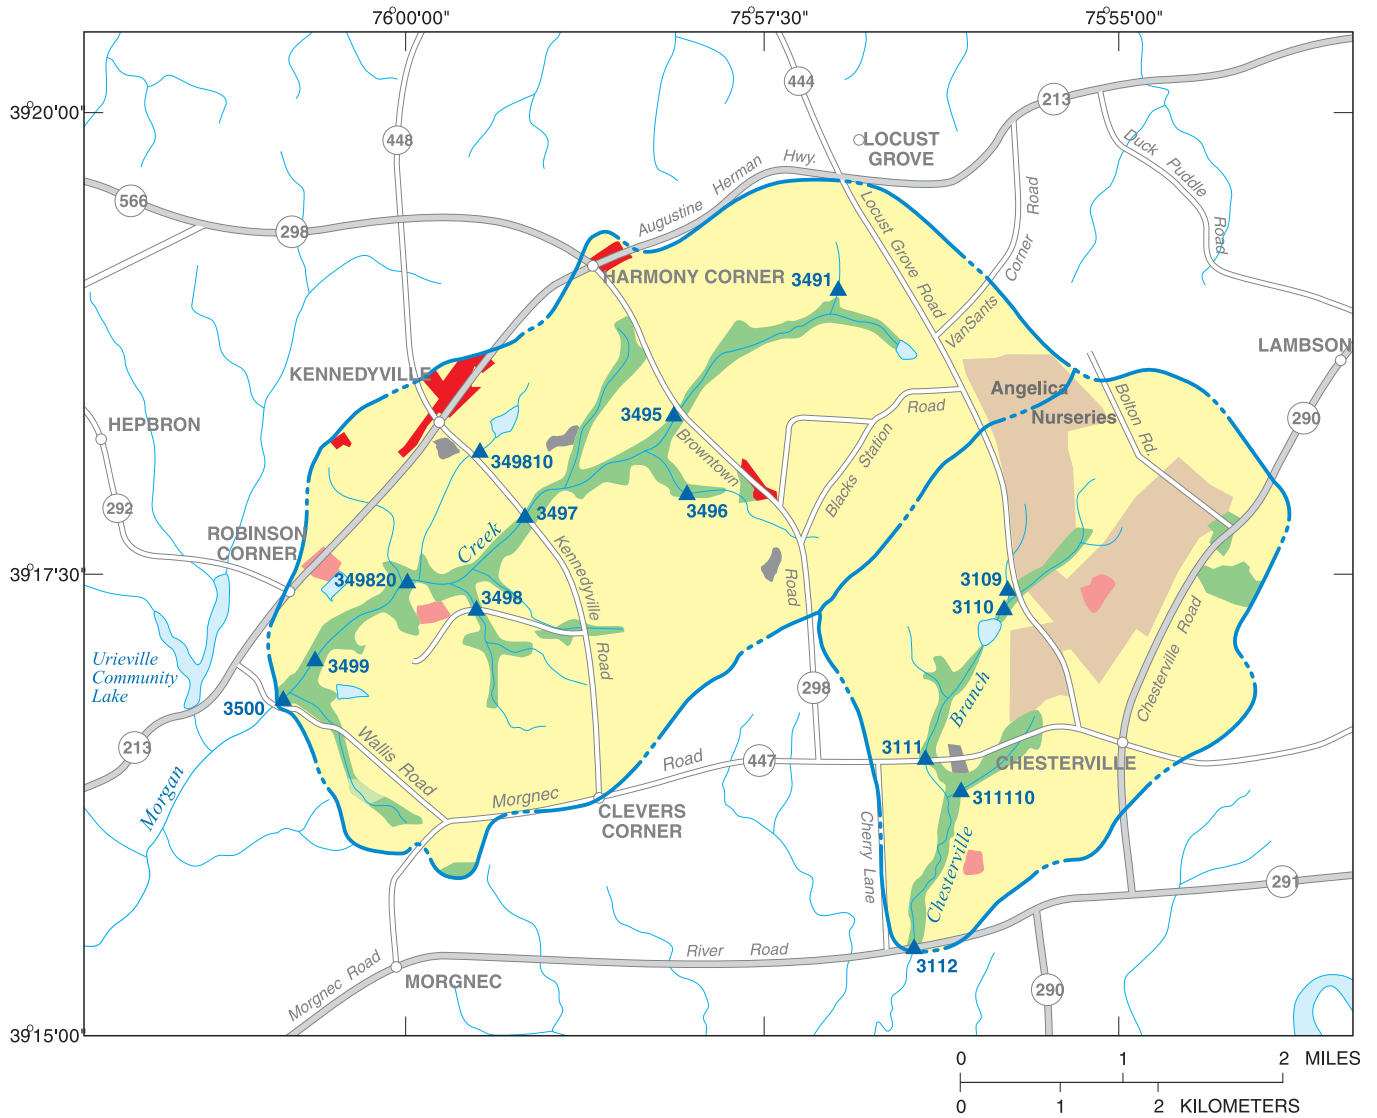 76°00'00"
75°57'30"
75°55'00"
39°20'00"
39°17'30"
39°15'00"
444
213
448
LOCUST
GROVE
Duck Puddle
Road
Augustine Herman Hwy.
566
298
Locust Grove Road
Corner Road
VanSants
HARMONY CORNER
3491
LAMBSON
KENNEDYVILLE
Angelica
Nurseries
Bolton Rd.
290
HEPBRON
3495
Road
Blacks Station
Browntown
349810
3496
292
3497
ROBINSON
CORNER
Creek
Kennedyville
Road
349820
3498
Road
3109
3110
Chesterville Road
Urieville
Community
Lake
3499
3500
298
Branch
213
Wallis Road
3111
447
Road
CHESTERVILLE
Morgan
Morgnec
311110
CLEVERS
CORNER
Cherry Lane
Chesterville
291
River Road
3112
Morgnec Road
MORGNEC
290
0 1 2 MILES
0 1 2 KILOMETERS